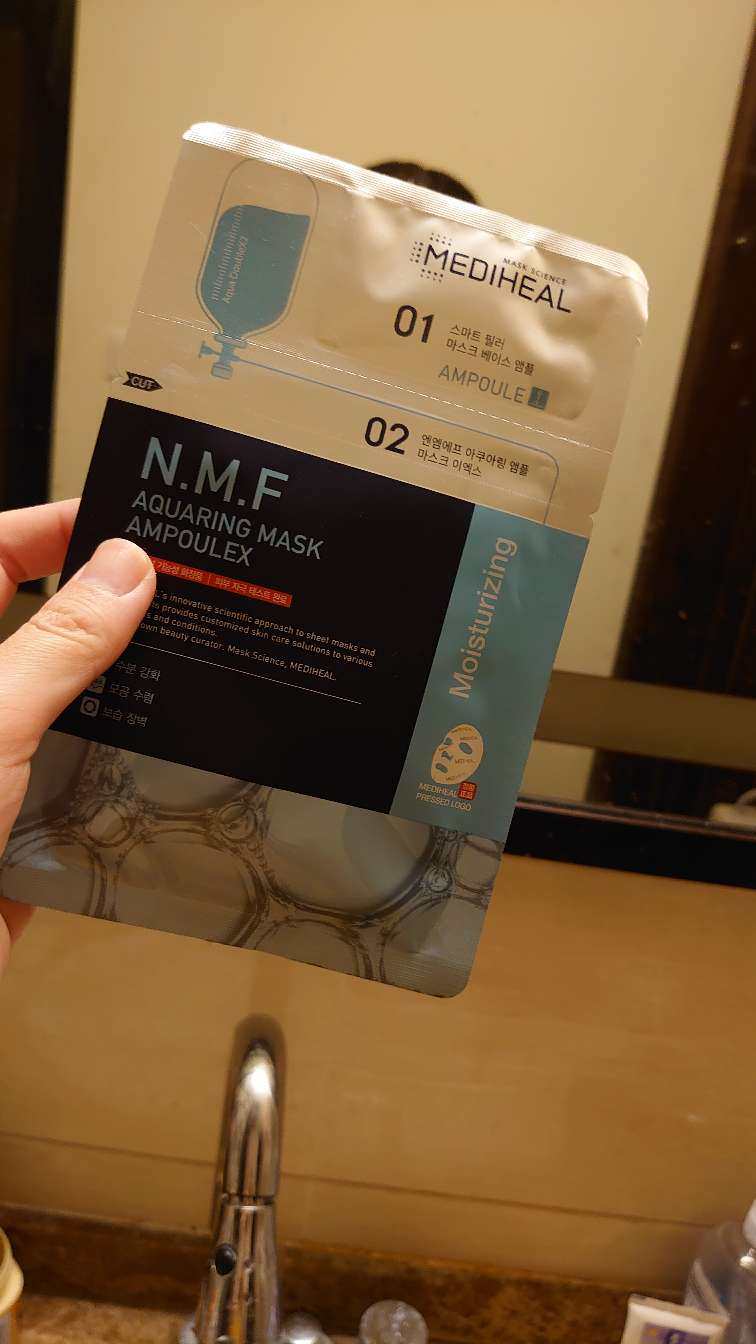 Aqua DoubleX2
MASK SCIENCE
MEDIHEAL
01
스마트 필러
마스크 베이스 앰플
AMPOULE
CUT
02
엔엠에프 아쿠아링 앰플
마스크 이엑스
N.M.F
AQUARING MASK
AMPOULEX
기능성 화장품 | 피부 자극 테스트 완료
L's innovative scientific approach to sheet masks and
provides customized skin care solutions to various
and conditions.
own beauty curator. Mask Science, MEDIHEAL.
수분 강화
모공 수렴
보습 장벽
Moisturizing
MEDIHEAL
PRESSED LOGO